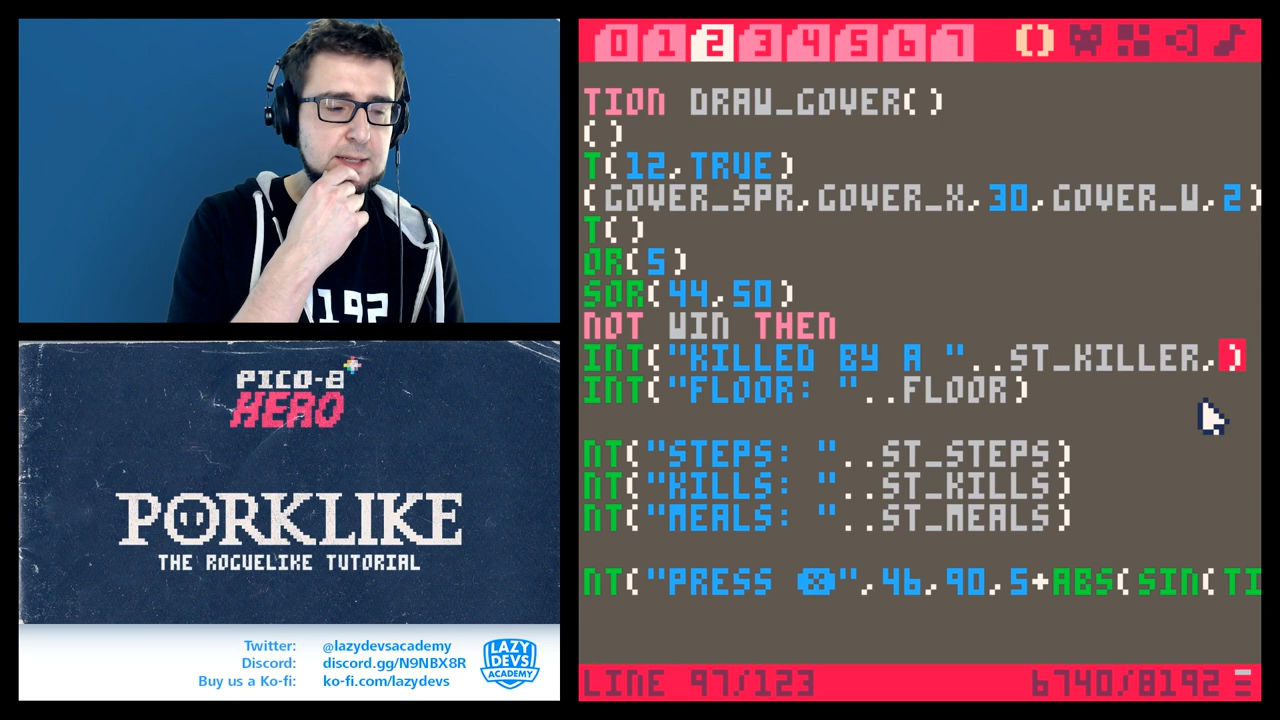 192
PICO-8
HERO
PORKLIKE
THE ROGUELIKE TUTORIAL
Twitter: @lazydevsacademy
Discord: discord.gg/N9NBX8R
Buy us a Ko-fi: ko-fi.com/lazydevs
LAZY
DEVS
ACADEMY
0 1 2 3 4 5 6 7 ()
TION DRAW_GOVER()
()
T(12,TRUE)
(GOVER_SPR,GOVER_X,30,GOVER_W,2)
T()
OR(5)
SOR(44,50)
NOT WIN THEN
INT("KILLED BY A "..ST_KILLER,)
INT("FLOOR: "..FLOOR)
NT("STEPS: "..ST_STEPS)
NT("KILLS: "..ST_KILLS)
NT("MEALS: "..ST_MEALS)
NT("PRESS ❎",46,90,5+ABS(SIN(TI
LINE 97/123
6740/8192